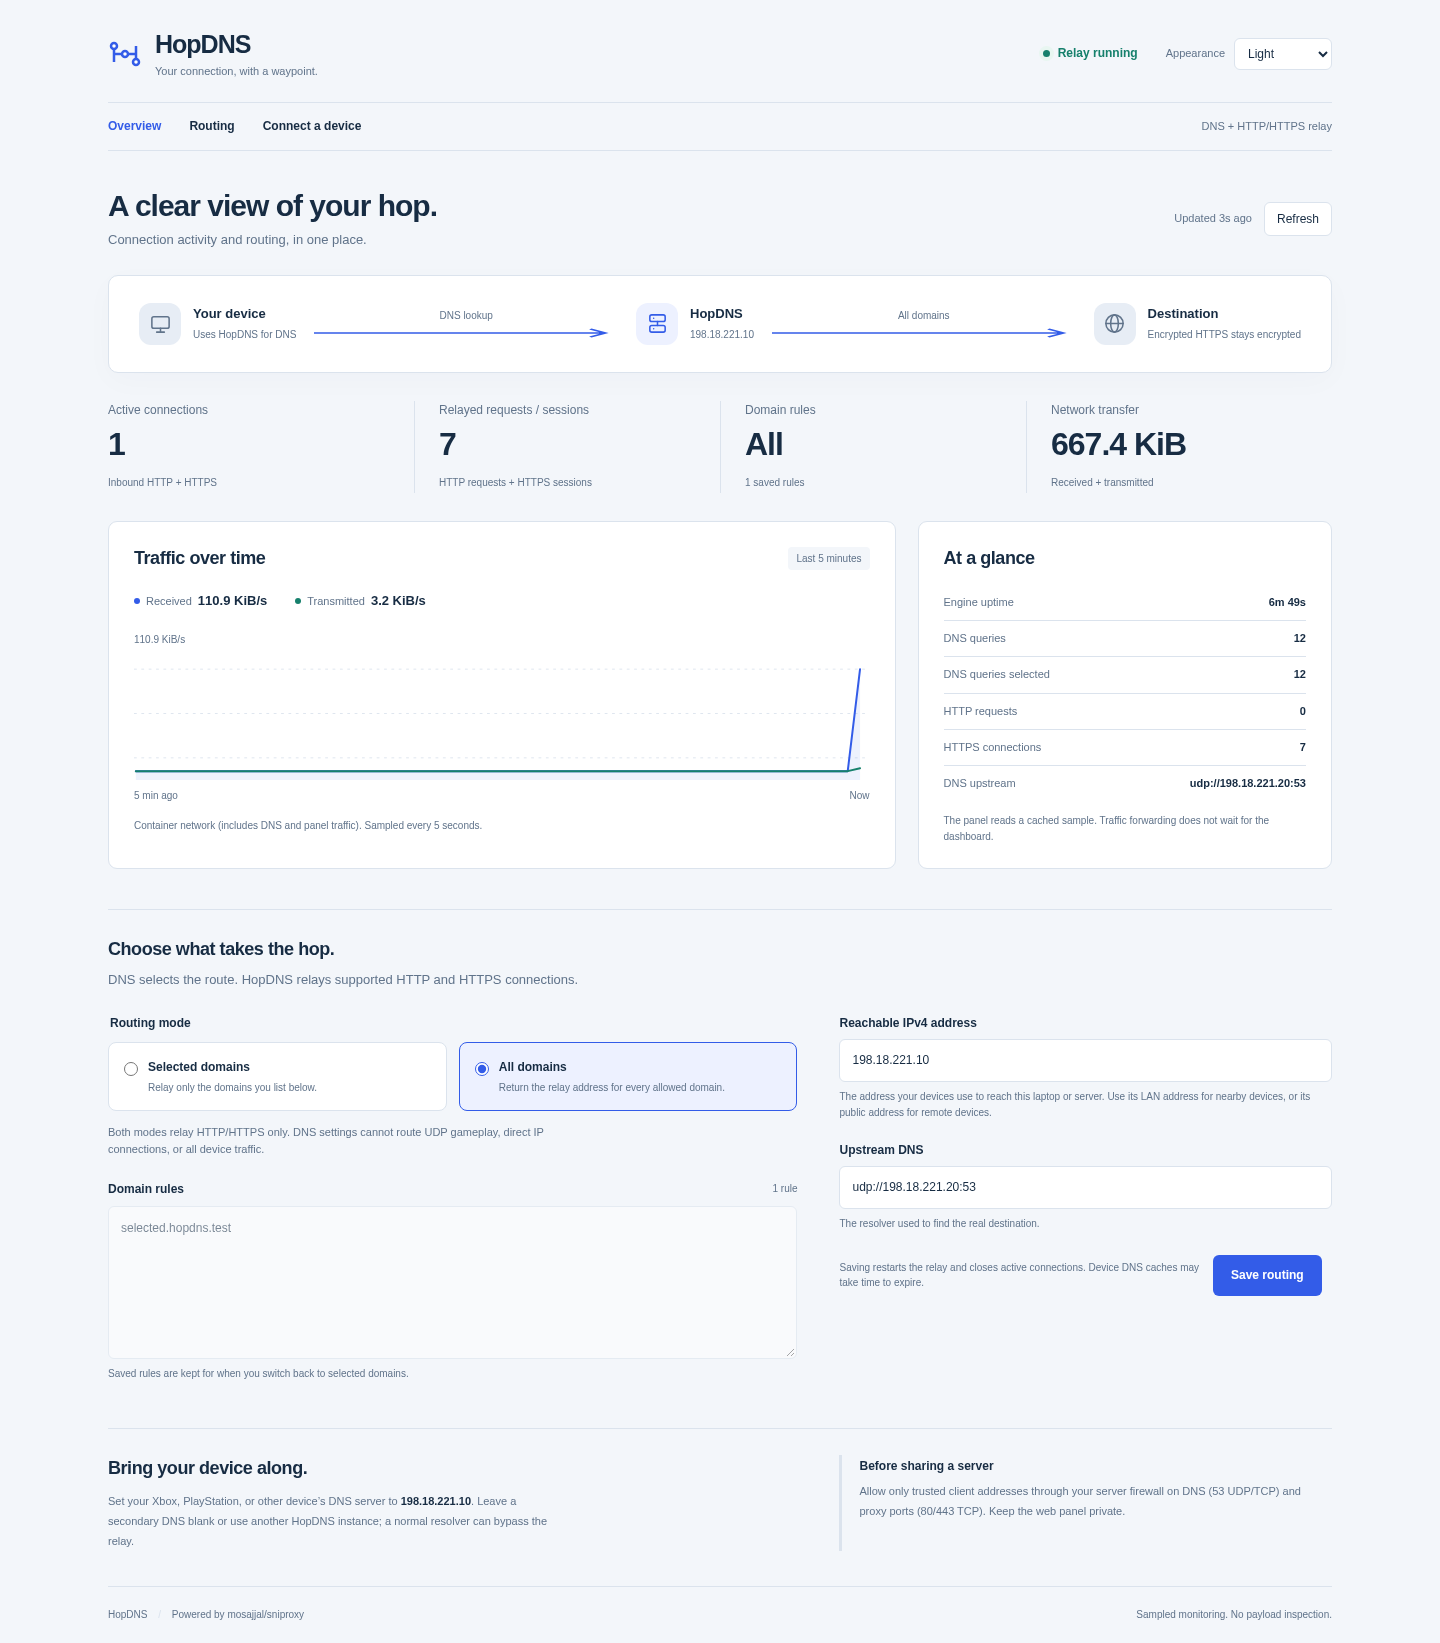 HopDNS
Your connection, with a waypoint.
Relay running
Appearance
Light
Overview
Routing
Connect a device
DNS + HTTP/HTTPS relay
A clear view of your hop.
Connection activity and routing, in one place.
Updated 3s ago
Refresh
Your device
Uses HopDNS for DNS
DNS lookup
HopDNS
198.18.221.10
All domains
Destination
Encrypted HTTPS stays encrypted
Active connections
1
Inbound HTTP + HTTPS
Relayed requests / sessions
7
HTTP requests + HTTPS sessions
Domain rules
All
1 saved rules
Network transfer
667.4 KiB
Received + transmitted
Traffic over time
Last 5 minutes
Received 110.9 KiB/s
Transmitted 3.2 KiB/s
110.9 KiB/s
5 min ago
Now
Container network (includes DNS and panel traffic). Sampled every 5 seconds.
At a glance
Engine uptime 6m 49s
DNS queries 12
DNS queries selected 12
HTTP requests 0
HTTPS connections 7
DNS upstream udp://198.18.221.20:53
The panel reads a cached sample. Traffic forwarding does not wait for the
dashboard.
Choose what takes the hop.
DNS selects the route. HopDNS relays supported HTTP and HTTPS connections.
Routing mode
Selected domains
Relay only the domains you list below.
All domains
Return the relay address for every allowed domain.
Both modes relay HTTP/HTTPS only. DNS settings cannot route UDP gameplay, direct IP
connections, or all device traffic.
Domain rules
1 rule
selected.hopdns.test
Saved rules are kept for when you switch back to selected domains.
Reachable IPv4 address
198.18.221.10
The address your devices use to reach this laptop or server. Use its LAN address for nearby devices, or its
public address for remote devices.
Upstream DNS
udp://198.18.221.20:53
The resolver used to find the real destination.
Saving restarts the relay and closes active connections. Device DNS caches may
take time to expire.
Save routing
Bring your device along.
Set your Xbox, PlayStation, or other device's DNS server to 198.18.221.10. Leave a
secondary DNS blank or use another HopDNS instance; a normal resolver can bypass the
relay.
Before sharing a server
Allow only trusted client addresses through your server firewall on DNS (53 UDP/TCP) and
proxy ports (80/443 TCP). Keep the web panel private.
HopDNS / Powered by mosajjal/sniproxy
Sampled monitoring. No payload inspection.